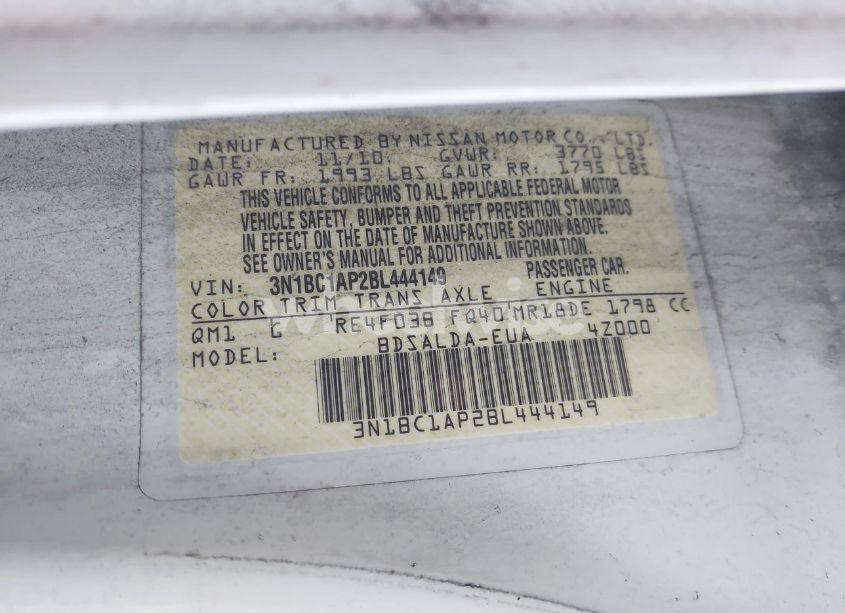 MANUFACTURED BY NISSAN MOTOR CO., LTD.
DATE: 11/10 GVWR: 3770 LBS
GAWR FR: 1993 LBS GAWR RR: 1795 LBS
THIS VEHICLE CONFORMS TO ALL APPLICABLE FEDERAL MOTOR
VEHICLE SAFETY, BUMPER AND THEFT PREVENTION STANDARDS
IN EFFECT ON THE DATE OF MANUFACTURE SHOWN ABOVE.
SEE OWNER'S MANUAL FOR ADDITIONAL INFORMATION.
VIN: 3N1BC1AP2BL444149 PASSENGER CAR.
COLOR TRIM TRANS AXLE ENGINE
QM1 G RE4F03B FQ40 MR18DE 1798 CC
MODEL: BDSALDA-EUA 4Z000
3N1BC1AP2BL444149